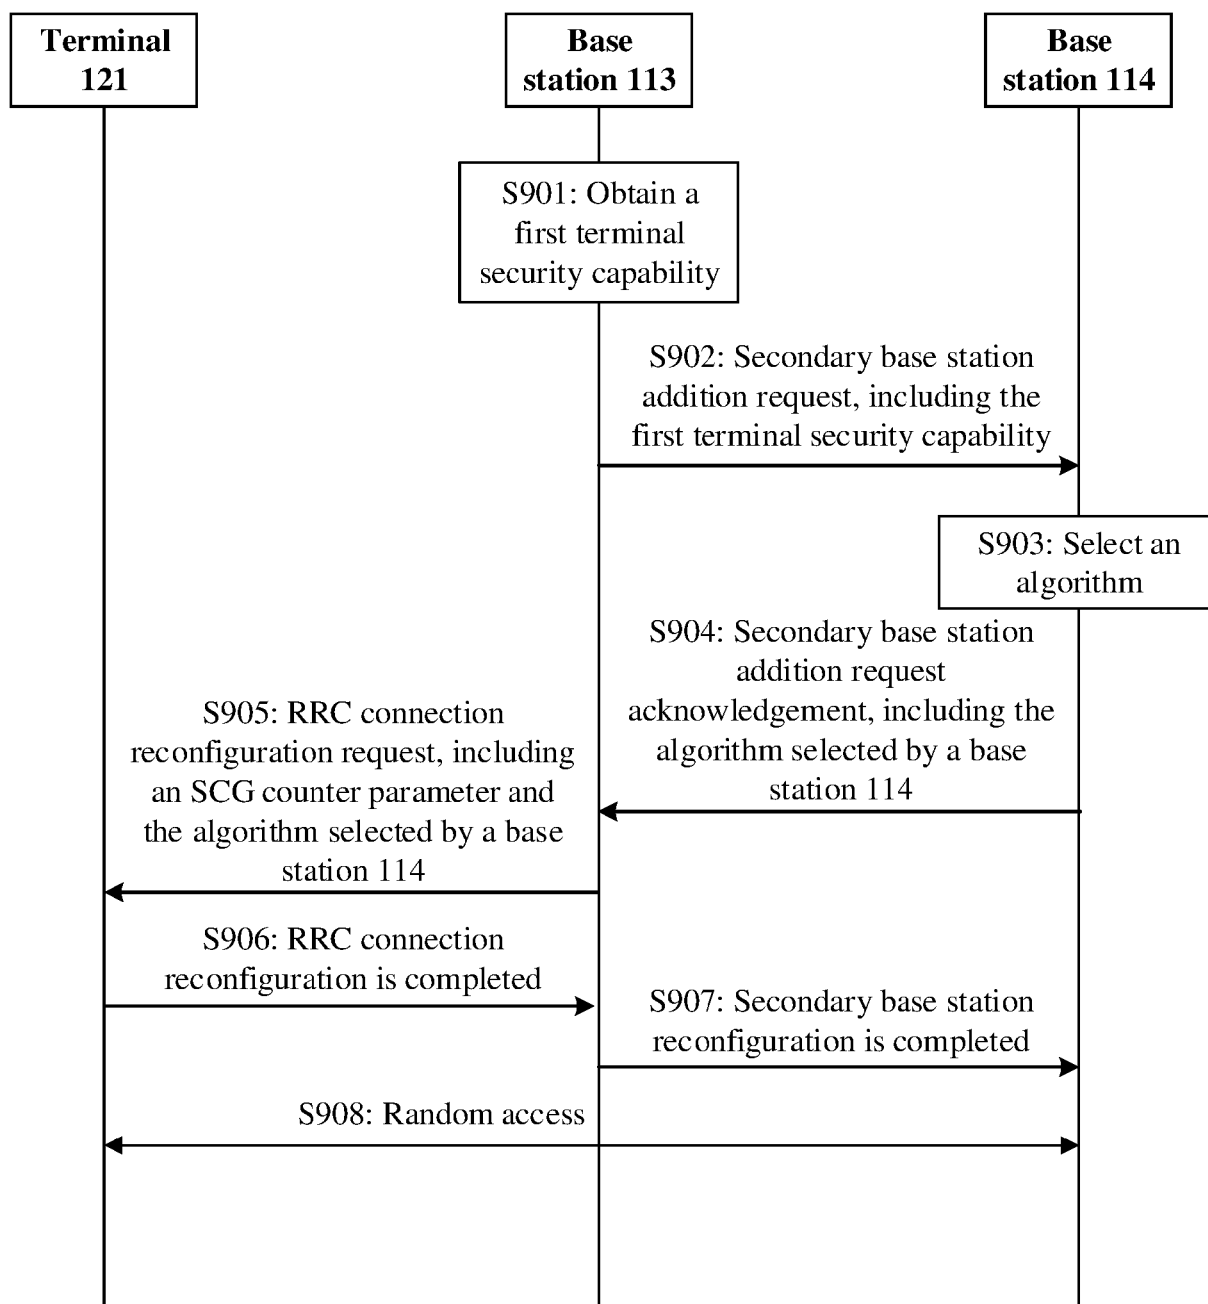 Terminal
121
Base
station 113
Base
station 114
S901: Obtain a
first terminal
security capability
S902: Secondary base station
addition request, including the
first terminal security capability
S903: Select an
algorithm
S904: Secondary base station
addition request
acknowledgement, including the
algorithm selected by a base
station 114
S905: RRC connection
reconfiguration request, including
an SCG counter parameter and
the algorithm selected by a base
station 114
S906: RRC connection
reconfiguration is completed
S907: Secondary base station
reconfiguration is completed
S908: Random access